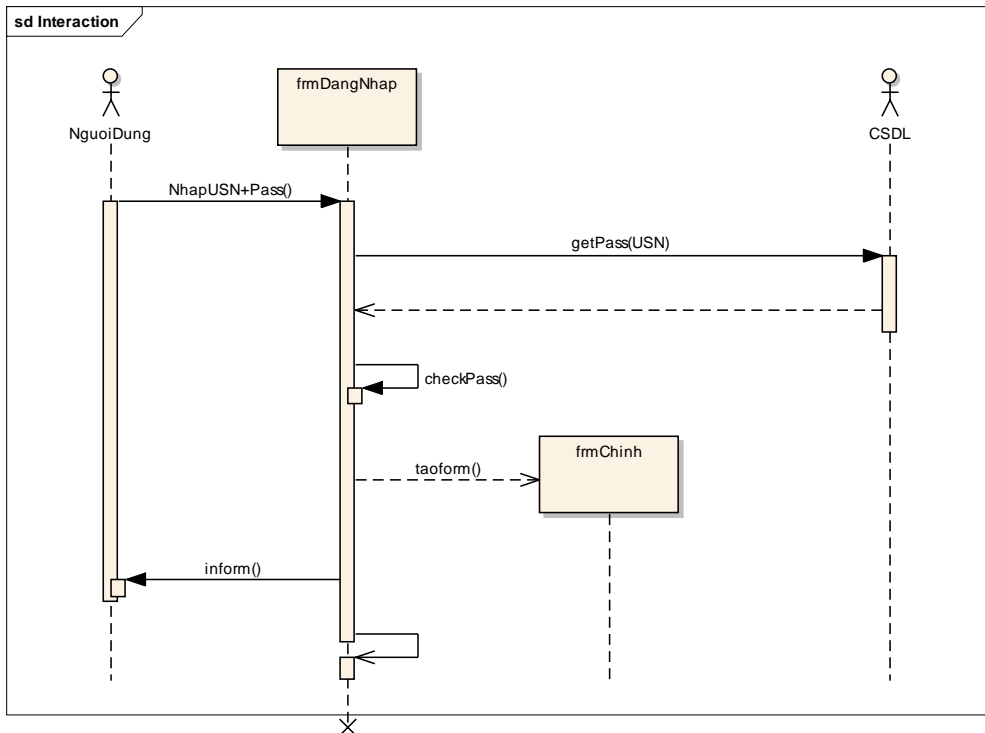 sd Interaction
NguoiDung
frmDangNhap
CSDL
NhapUSN+Pass()
getPass(USN)
checkPass()
frmChinh
taoform()
inform()